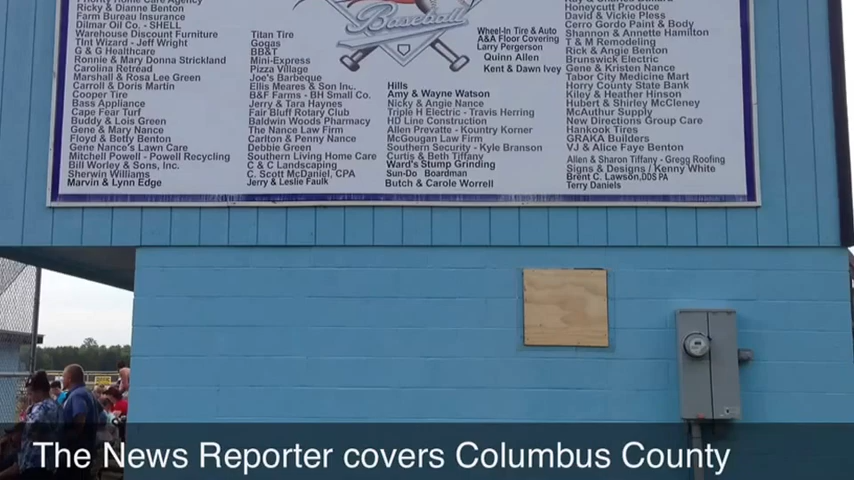 Priority Home Care Agency
Ricky & Dianne Benton
Farm Bureau Insurance
Dilmar Oil Co. - SHELL
Warehouse Discount Furniture
Tint Wizard - Jeff Wright
G & G Healthcare
Ronnie & Mary Donna Strickland
Carolina Retread
Marshall & Rosa Lee Green
Carroll & Doris Martin
Cooper Tire
Bass Appliance
Cape Fear Turf
Buddy & Lois Green
Gene & Mary Nance
Floyd & Betty Benton
Gene Nance's Lawn Care
Mitchell Powell - Powell Recycling
Bill Worley & Sons, Inc.
Sherwin Williams
Marvin & Lynn Edge
Titan Tire
Gogas
BB&T
Mini-Express
Pizza Village
Joe's Barbeque
Ellis Meares & Son Inc.
B&F Farms - BH Small Co.
Jerry & Tara Haynes
Fair Bluff Rotary Club
Baldwin Woods Pharmacy
The Nance Law Firm
Carlton & Penny Nance
Debbie Green
Southern Living Home Care
C & C Landscaping
C. Scott McDaniel, CPA
Jerry & Leslie Faulk
Baseball
Hills
Amy & Wayne Watson
Nicky & Angie Nance
Triple H Electric - Travis Herring
HD Line Construction
Allen Prevatte - Kountry Korner
McGougan Law Firm
Southern Security - Kyle Branson
Curtis & Beth Tiffany
Ward's Stump Grinding
Sun-Do Boardman
Butch & Carole Worrell
Wheel-In Tire & Auto
A&A Floor Covering
Larry Pergerson
Quinn Allen
Kent & Dawn Ivey
Honeycutt Produce
David & Vickie Pless
Cerro Gordo Paint & Body
Shannon & Annette Hamilton
T & M Remodeling
Rick & Angie Benton
Brunswick Electric
Gene & Kristen Nance
Tabor City Medicine Mart
Horry County State Bank
Kiley & Heather Hinson
Hubert & Shirley McCleney
McArthur Supply
New Directions Group Care
Hankook Tires
GRAKA Builders
VJ & Alice Faye Benton
Allen & Sharon Tiffany - Gregg Roofing
Signs & Designs / Kenny White
Brent C. Lawson, DDS PA
Terry Daniels
The News Reporter covers Columbus County